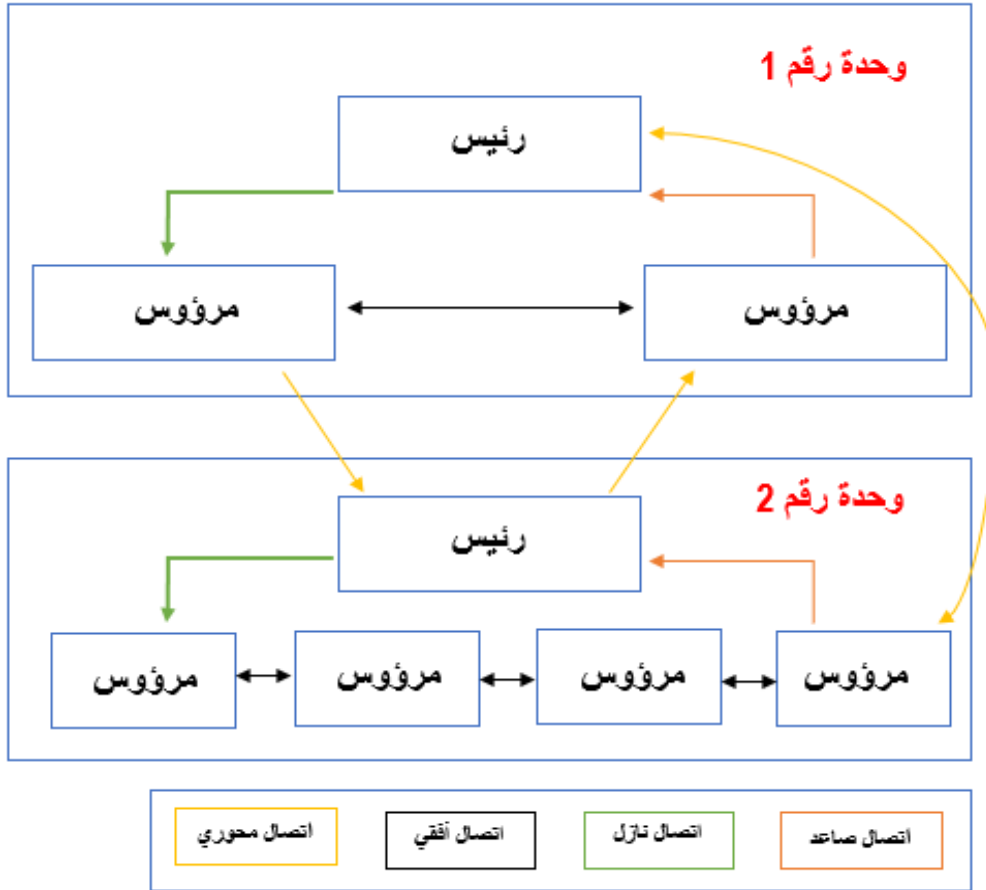 وحدة رقم 1
رئيس
مرؤوس
مرؤوس
وحدة رقم 2
رئيس
مرؤوس
مرؤوس
مرؤوس
مرؤوس
اتصال صاعد
اتصال نازل
اتصال أفقي
اتصال محوري